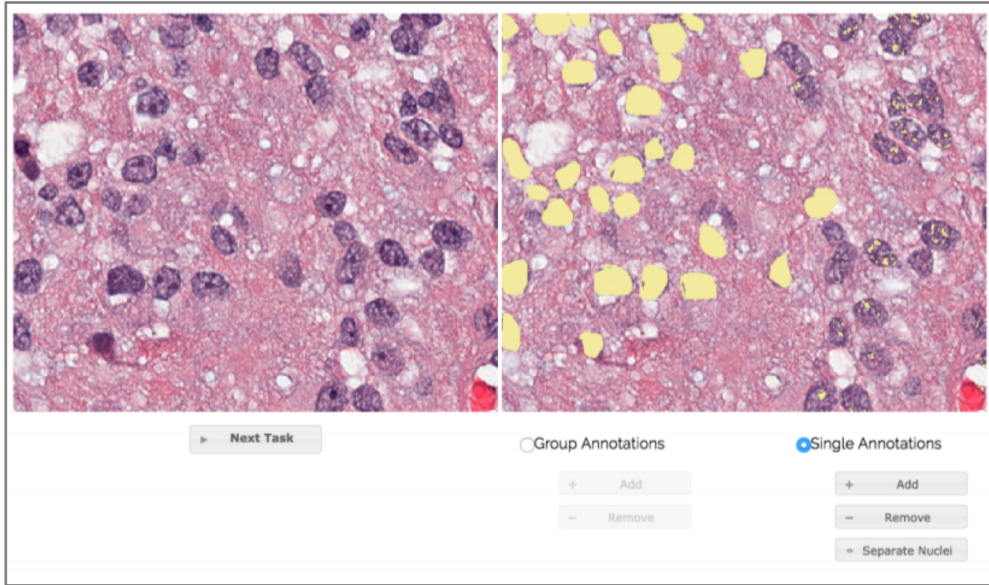 Next Task
Group Annotations
Single Annotations
+ Add
+ Add
− Remove
− Remove
Separate Nuclei